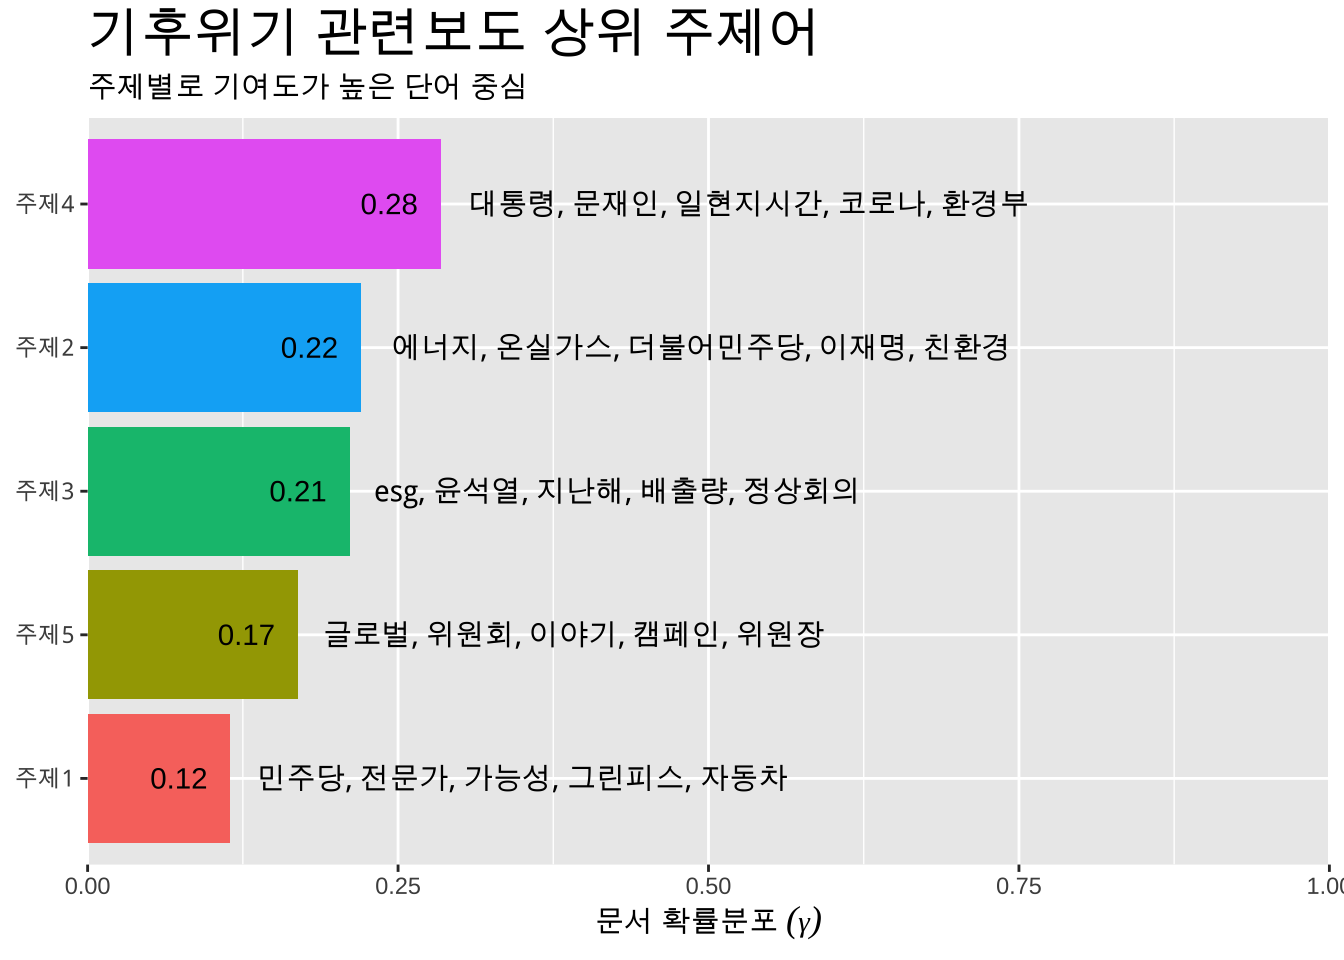 기후위기 관련보도 상위 주제어
주제별로 기여도가 높은 단어 중심
주제4 0.28 대통령, 문재인, 일현지시간, 코로나, 환경부
주제2 0.22 에너지, 온실가스, 더불어민주당, 이재명, 친환경
주제3 0.21 esg, 윤석열, 지난해, 배출량, 정상회의
주제5 0.17 글로벌, 위원회, 이야기, 캠페인, 위원장
주제1 0.12 민주당, 전문가, 가능성, 그린피스, 자동차
0.00 0.25 0.50 0.75 1.00
문서 확률분포 (γ)